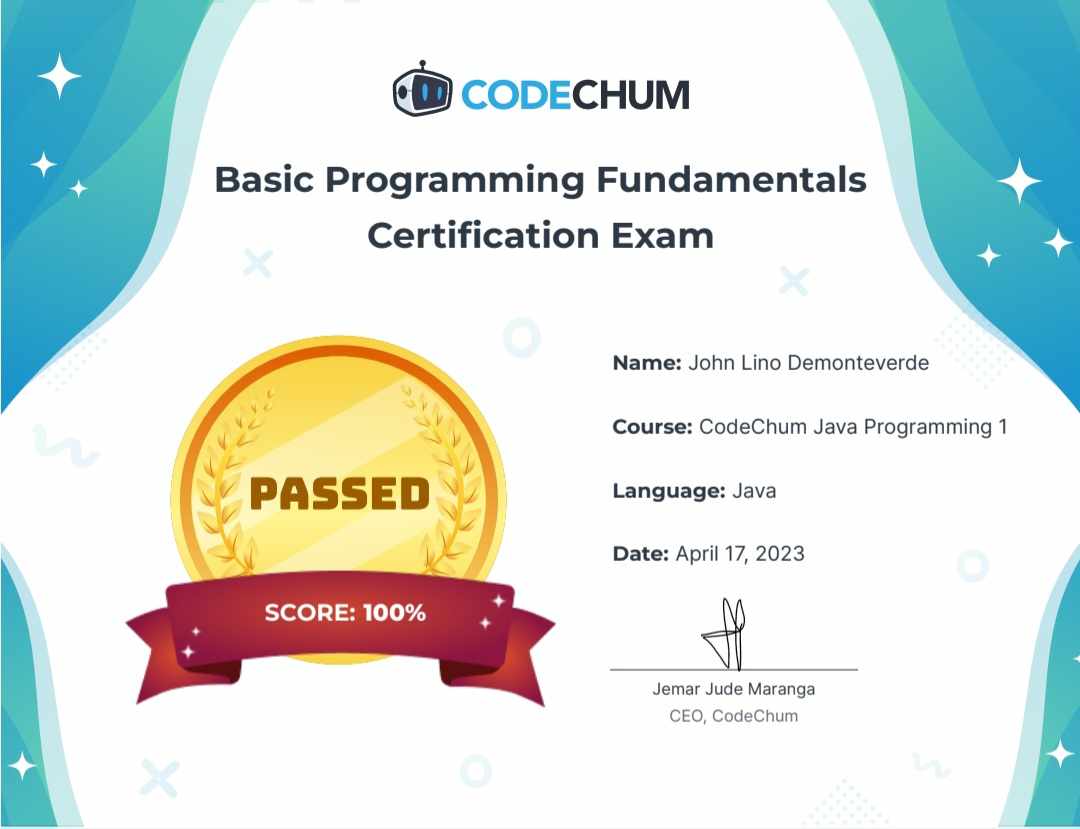 CODECHUM
Basic Programming Fundamentals
Certification Exam
PASSED
SCORE: 100%
Name: John Lino Demonteverde
Course: CodeChum Java Programming 1
Language: Java
Date: April 17, 2023
Jemar Jude Maranga
CEO, CodeChum